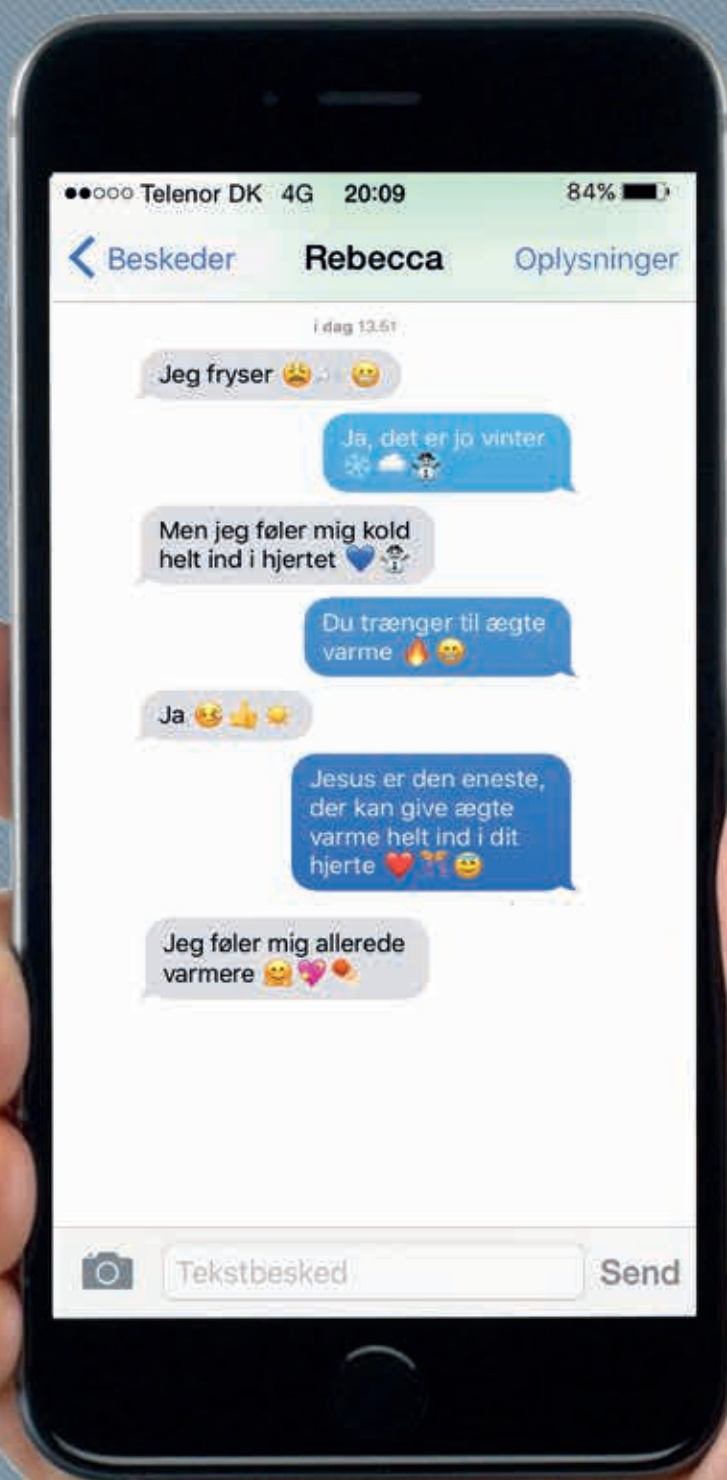 ●●○○○ Telenor DK 4G 20:09 84%
Beskeder Rebecca Oplysninger
i dag 13.51
Jeg fryser 😩💨😬
Ja, det er jo vinter
❄️☁️⛄
Men jeg føler mig kold
helt ind i hjertet 💙⛄
Du trænger til ægte
varme 🔥😁
Ja 😆👍☀️
Jesus er den eneste,
der kan give ægte
varme helt ind i dit
hjerte ❤️🎊😇
Jeg føler mig allerede
varmere 🤗💖☄️
Tekstbesked Send